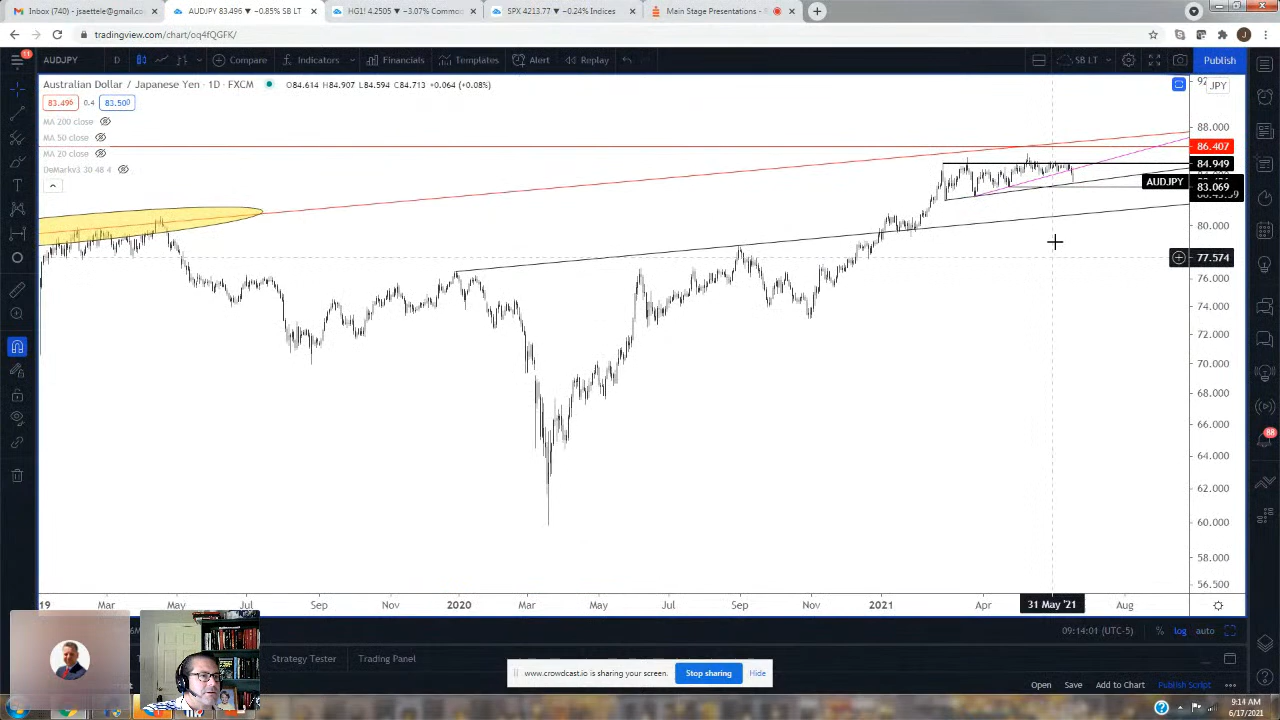 Inbox (740) - jsaettele@gmail.co
AUDJPY 83.496 −0.85% SB LT
HG1! 4.2505 −3.07% Commod
SPX 4213.77 −0.24% Indices
Main Stage Presentations -
tradingview.com/chart/oq4fQGFK/
11
AUDJPY
D
Compare
Indicators
Financials
Templates
Alert
Replay
SB LT
Publish
Australian Dollar / Japanese Yen · 1D · FXCM
O84.614 H84.907 L84.594 C84.713 +0.064 (+0.08%)
83.496 0.4 83.500
MA 200 close
MA 50 close
MA 20 close
DeMarkv3 30 48 4
JPY
88.000
86.407
84.949
AUDJPY
83.069
80.000
77.574
76.000
74.000
72.000
70.000
68.000
66.000
64.000
62.000
60.000
58.000
56.500
88
19
Mar
May
Jul
Sep
Nov
2020
Mar
May
Jul
Sep
Nov
2021
Apr
31 May '21
Aug
09:14:01 (UTC-5)
%
log
auto
Strategy Tester
Trading Panel
www.crowdcast.io is sharing your screen.
Stop sharing
Hide
Open
Save
Add to Chart
Publish Script
9:14 AM
6/17/2021